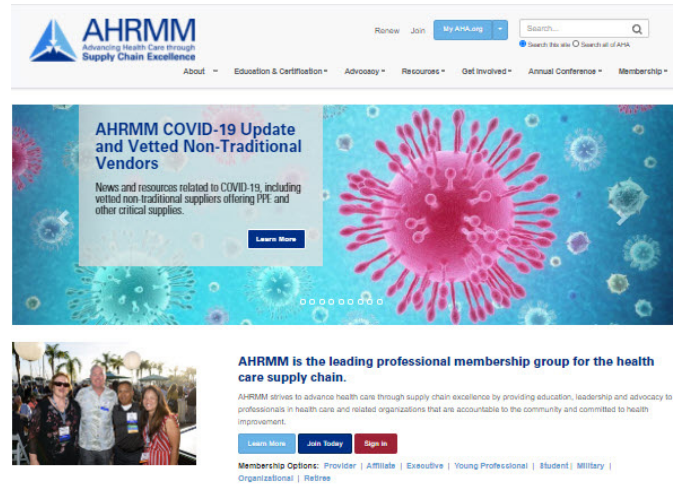 AHRMM
Advancing Health Care through
Supply Chain Excellence
Renew Join My AHA.org Search...
Search this site Search all of AHA
About Education & Certification Advocacy Resources Get Involved Annual Conference Membership
AHRMM COVID-19 Update
and Vetted Non-Traditional
Vendors
News and resources related to COVID-19, including
vetted non-traditional suppliers offering PPE and
other critical supplies.
Learn More
AHRMM is the leading professional membership group for the health
care supply chain.
AHRMM strives to advance health care through supply chain excellence by providing education, leadership and advocacy to
professionals in health care and related organizations that are accountable to the community and committed to health
improvement.
Learn More Join Today Sign in
Membership Options: Provider | Affiliate | Executive | Young Professional | Student | Military |
Organizational | Retiree